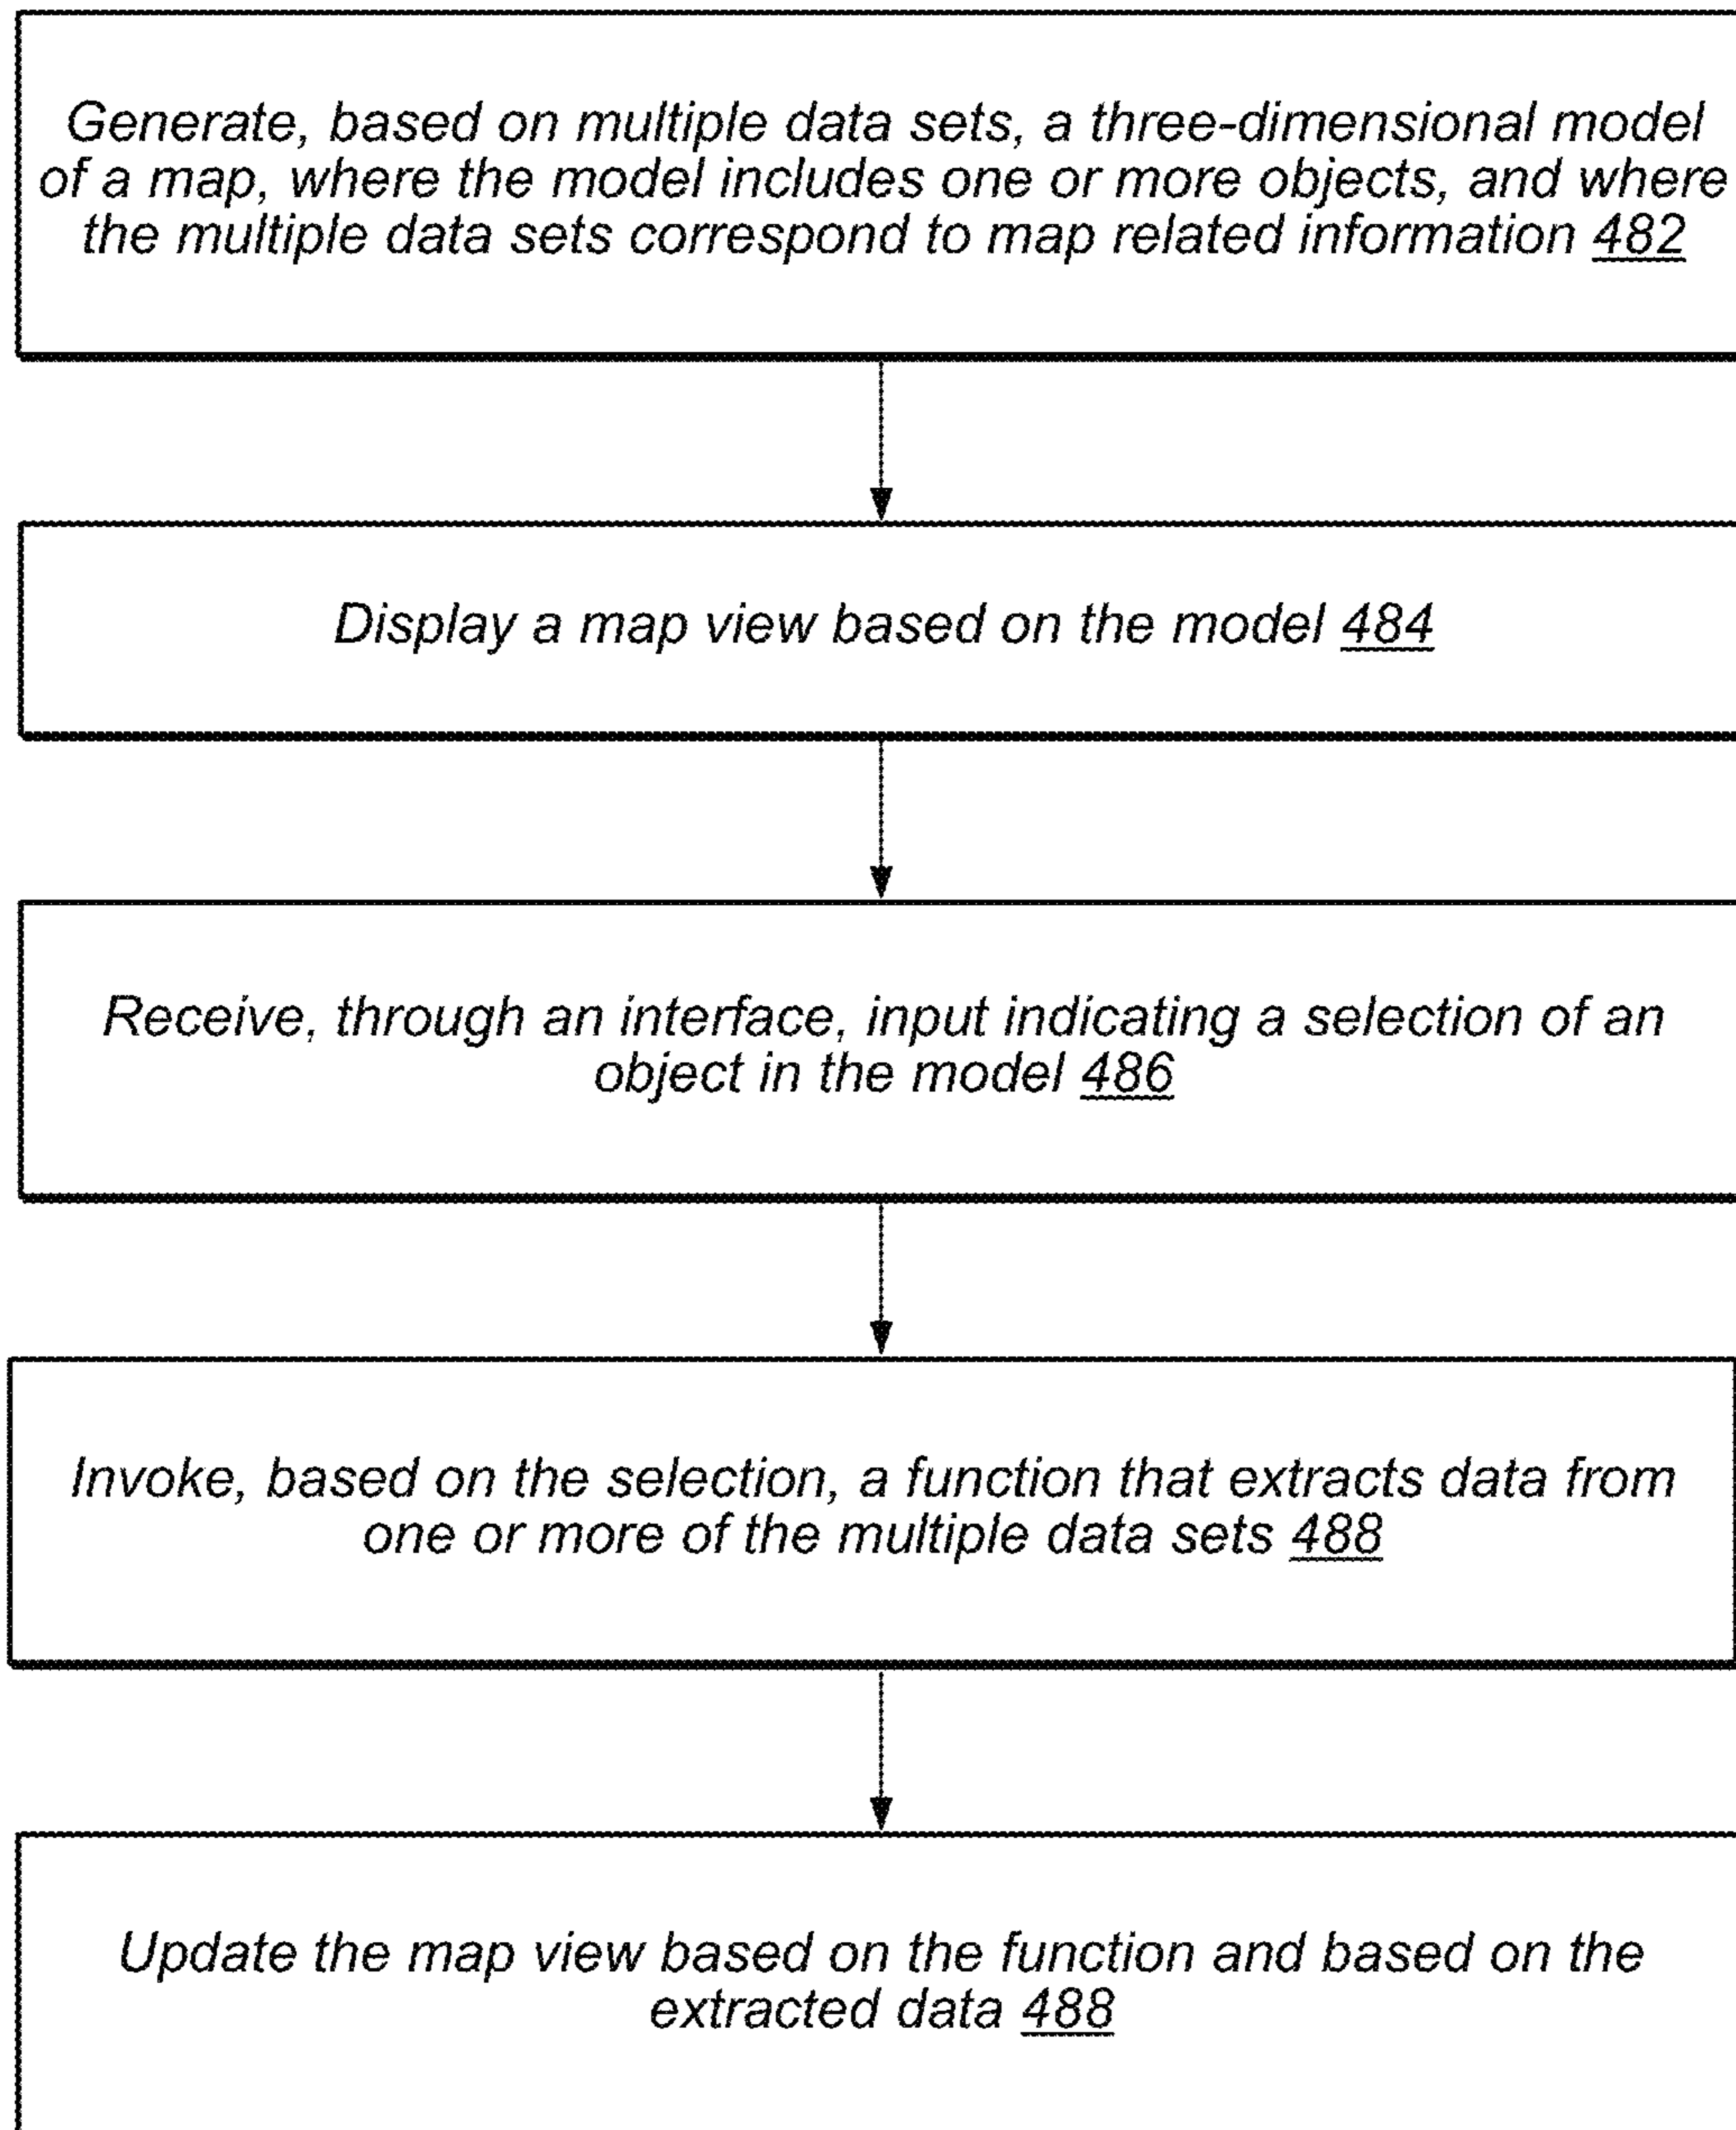 Generate, based on multiple data sets, a three-dimensional model
of a map, where the model includes one or more objects, and where
the multiple data sets correspond to map related information 482
Display a map view based on the model 484
Receive, through an interface, input indicating a selection of an
object in the model 486
Invoke, based on the selection, a function that extracts data from
one or more of the multiple data sets 488
Update the map view based on the function and based on the
extracted data 488